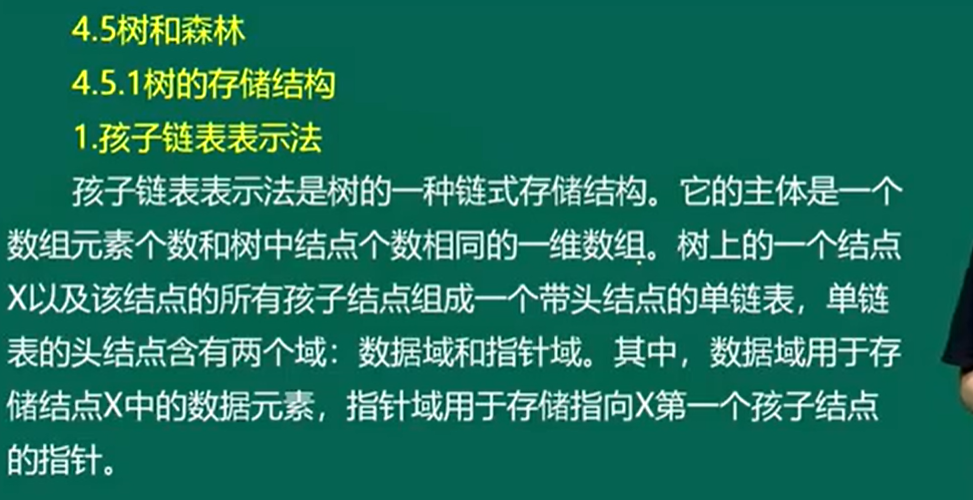 4.5树和森林
4.5.1树的存储结构
1.孩子链表表示法
孩子链表表示法是树的一种链式存储结构。它的主体是一个
数组元素个数和树中结点个数相同的一维数组。树上的一个结点
X以及该结点的所有孩子结点组成一个带头结点的单链表，单链
表的头结点含有两个域：数据域和指针域。其中，数据域用于存
储结点X中的数据元素，指针域用于存储指向X第一个孩子结点
的指针。